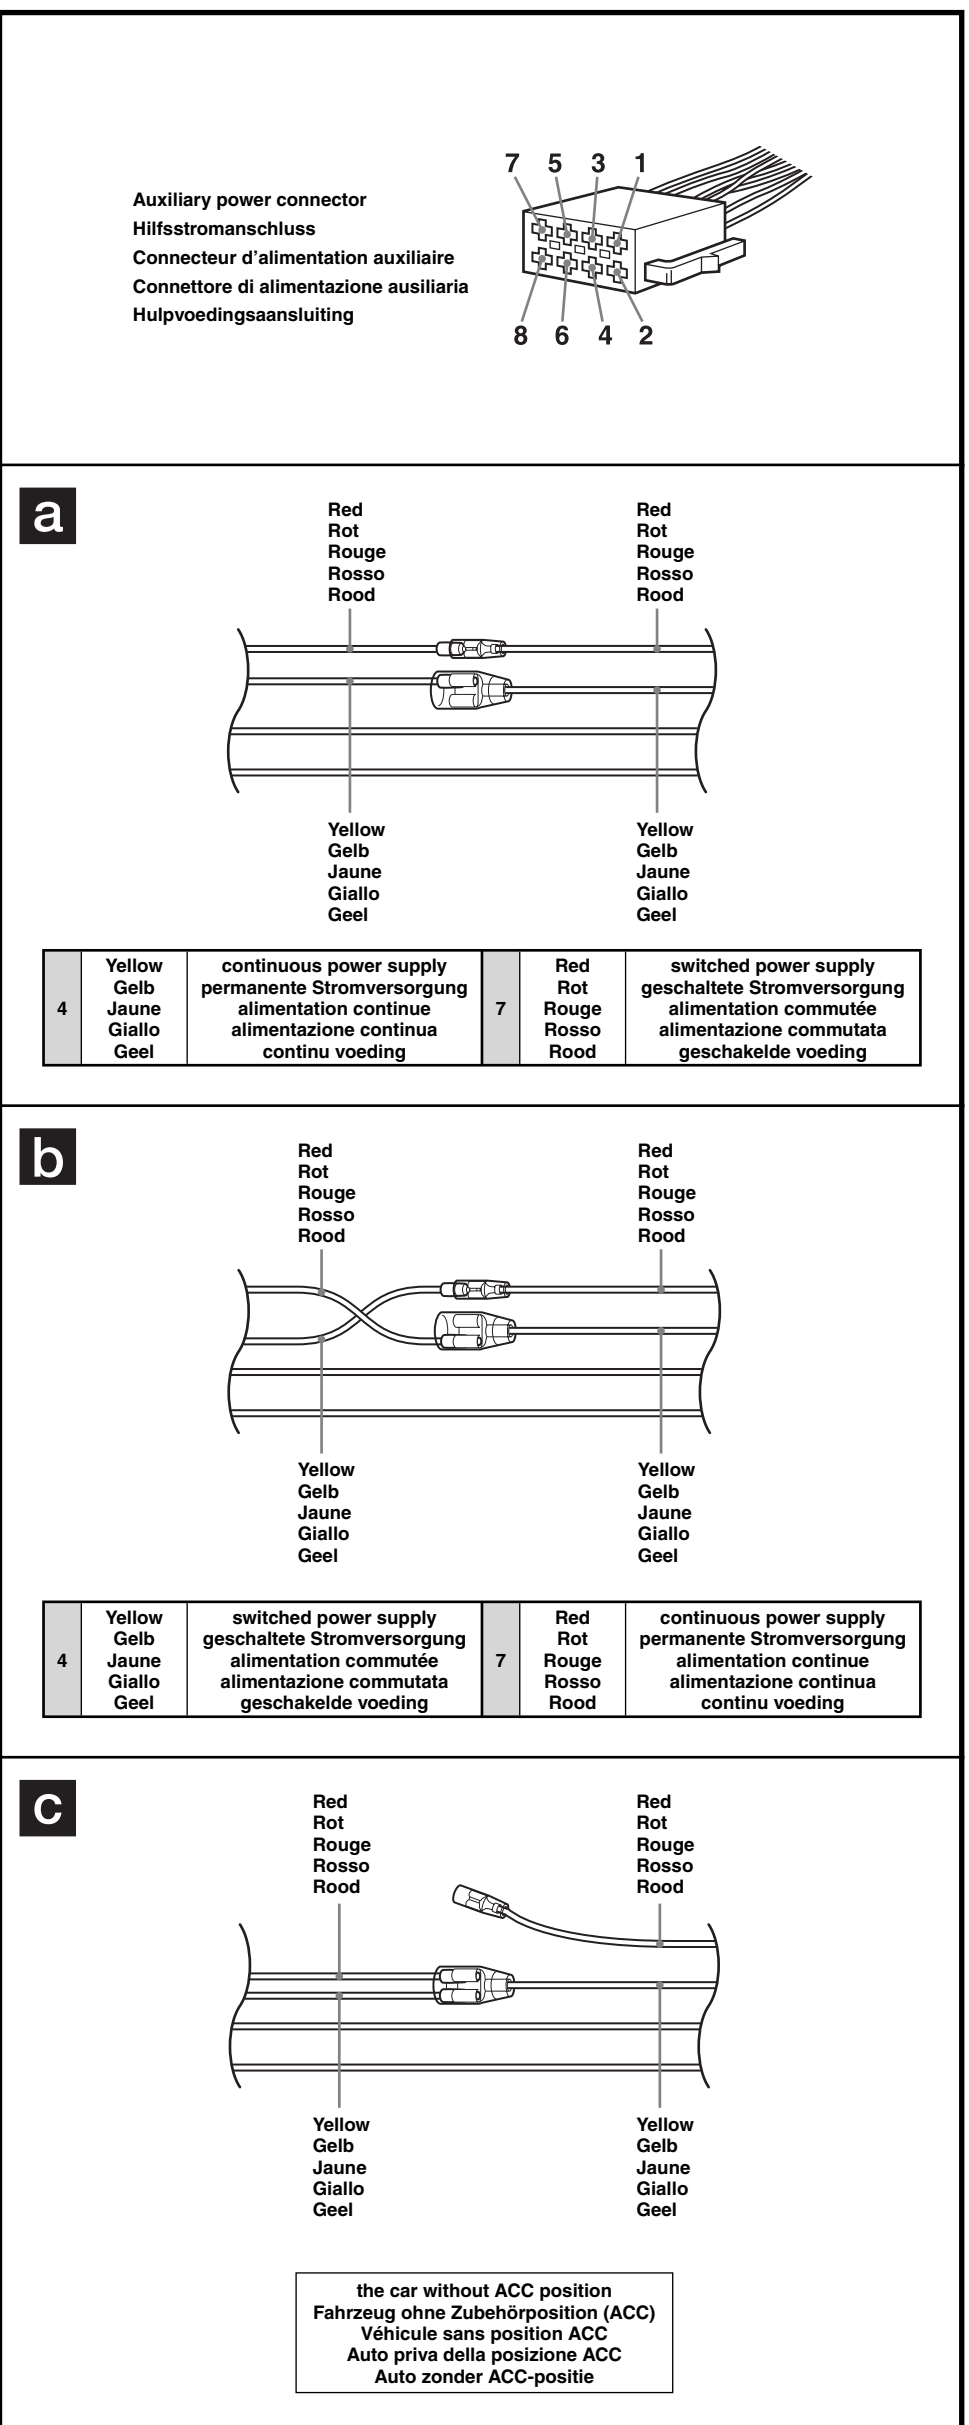 7 5 3 1
Auxiliary power connector
Hilfsstromanschluss
Connecteur d'alimentation auxiliaire
Connettore di alimentazione ausiliaria
Hulpvoedingsaansluiting
8 6 4 2
a
Red
Rot
Rouge
Rosso
Rood
Red
Rot
Rouge
Rosso
Rood
Yellow
Gelb
Jaune
Giallo
Geel
Yellow
Gelb
Jaune
Giallo
Geel
4
Yellow
Gelb
Jaune
Giallo
Geel
continuous power supply
permanente Stromversorgung
alimentation continue
alimentazione continua
continu voeding
7
Red
Rot
Rouge
Rosso
Rood
switched power supply
geschaltete Stromversorgung
alimentation commutée
alimentazione commutata
geschakelde voeding
b
Red
Rot
Rouge
Rosso
Rood
Red
Rot
Rouge
Rosso
Rood
Yellow
Gelb
Jaune
Giallo
Geel
Yellow
Gelb
Jaune
Giallo
Geel
4
Yellow
Gelb
Jaune
Giallo
Geel
switched power supply
geschaltete Stromversorgung
alimentation commutée
alimentazione commutata
geschakelde voeding
7
Red
Rot
Rouge
Rosso
Rood
continuous power supply
permanente Stromversorgung
alimentation continue
alimentazione continua
continu voeding
c
Red
Rot
Rouge
Rosso
Rood
Red
Rot
Rouge
Rosso
Rood
Yellow
Gelb
Jaune
Giallo
Geel
Yellow
Gelb
Jaune
Giallo
Geel
the car without ACC position
Fahrzeug ohne Zubehörposition (ACC)
Véhicule sans position ACC
Auto priva della posizione ACC
Auto zonder ACC-positie